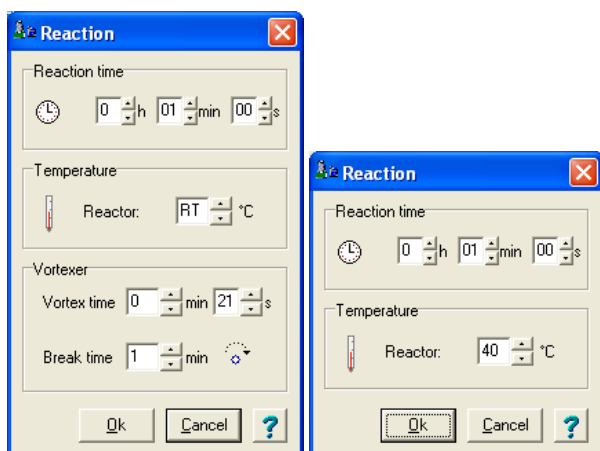 Reaction
Reaction time
0 h 01 min 00 s
Temperature
Reactor: RT °C
Vortexer
Vortex time 0 min 21 s
Break time 1 min
Ok Cancel ?
Reaction
Reaction time
0 h 01 min 00 s
Temperature
Reactor: 40 °C
Ok Cancel ?